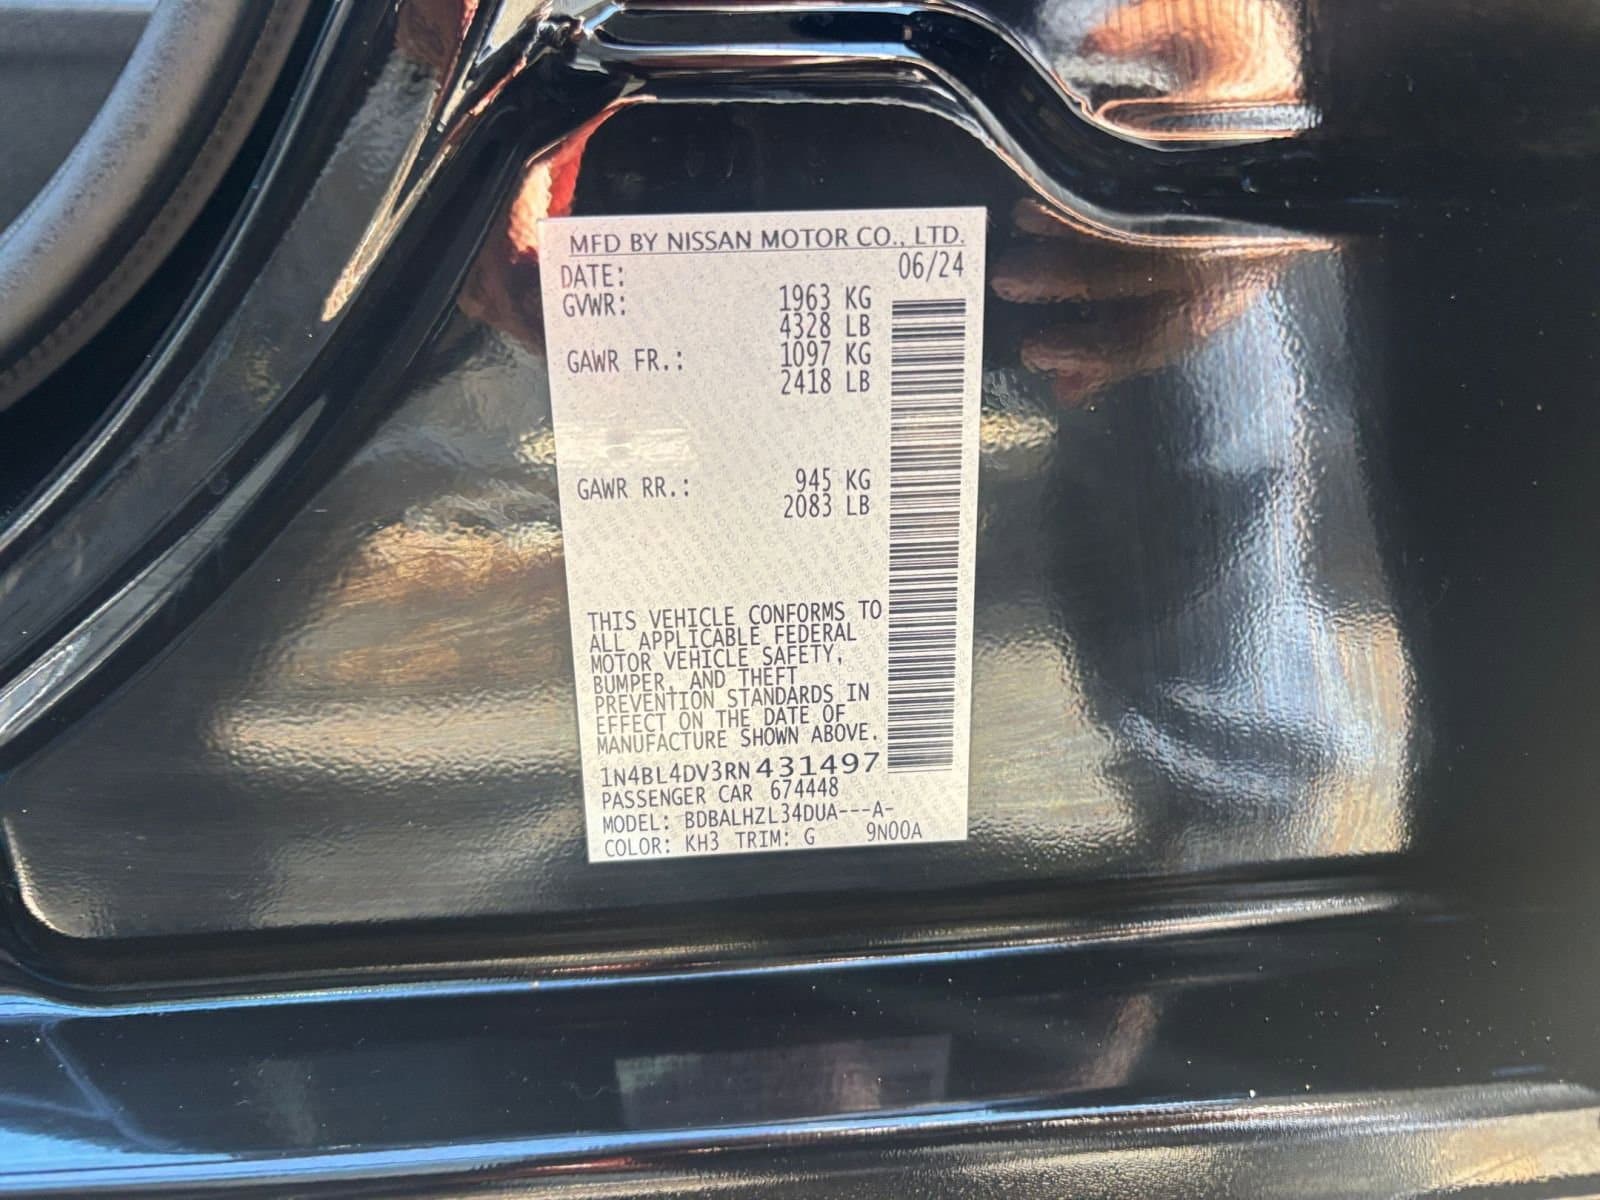 MFD BY NISSAN MOTOR CO., LTD.
DATE: 06/24
GVWR: 1963 KG
4328 LB
GAWR FR.: 1097 KG
2418 LB
GAWR RR.: 945 KG
2083 LB
THIS VEHICLE CONFORMS TO
ALL APPLICABLE FEDERAL
MOTOR VEHICLE SAFETY,
BUMPER, AND THEFT
PREVENTION STANDARDS IN
EFFECT ON THE DATE OF
MANUFACTURE SHOWN ABOVE.
1N4BL4DV3RN431497
PASSENGER CAR 674448
MODEL: BDBALHZL34DUA---A-
COLOR: KH3 TRIM: G 9N00A